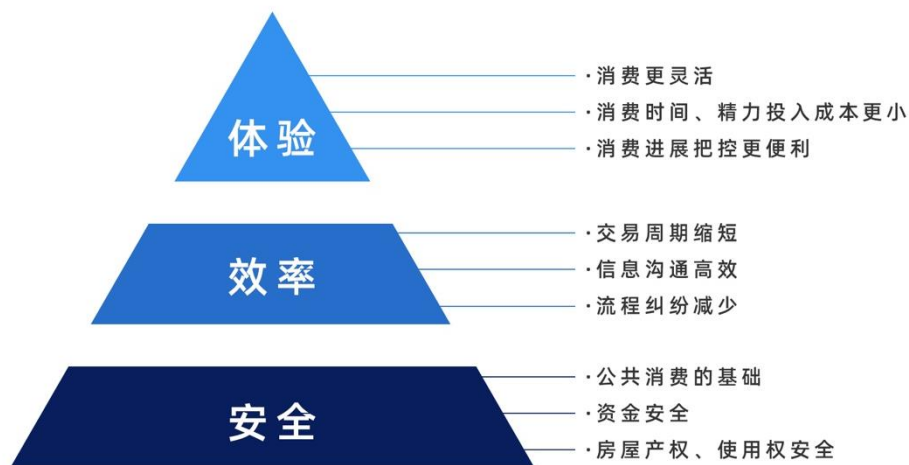 体验
·消费更灵活
·消费时间、精力投入成本更小
·消费进展把控更便利
效率
·交易周期缩短
·信息沟通高效
·流程纠纷减少
安全
·公共消费的基础
·资金安全
·房屋产权、使用权安全